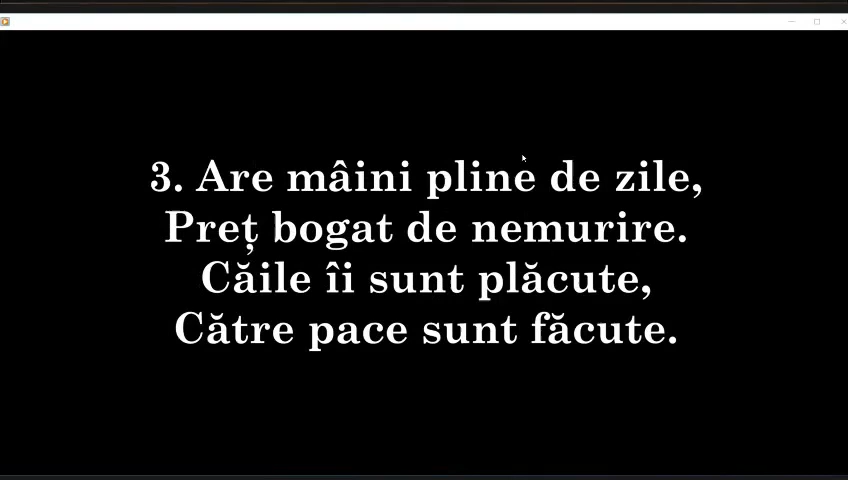 3. Are mâini pline de zile,
Preț bogat de nemurire.
Căile îi sunt plăcute,
Către pace sunt făcute.